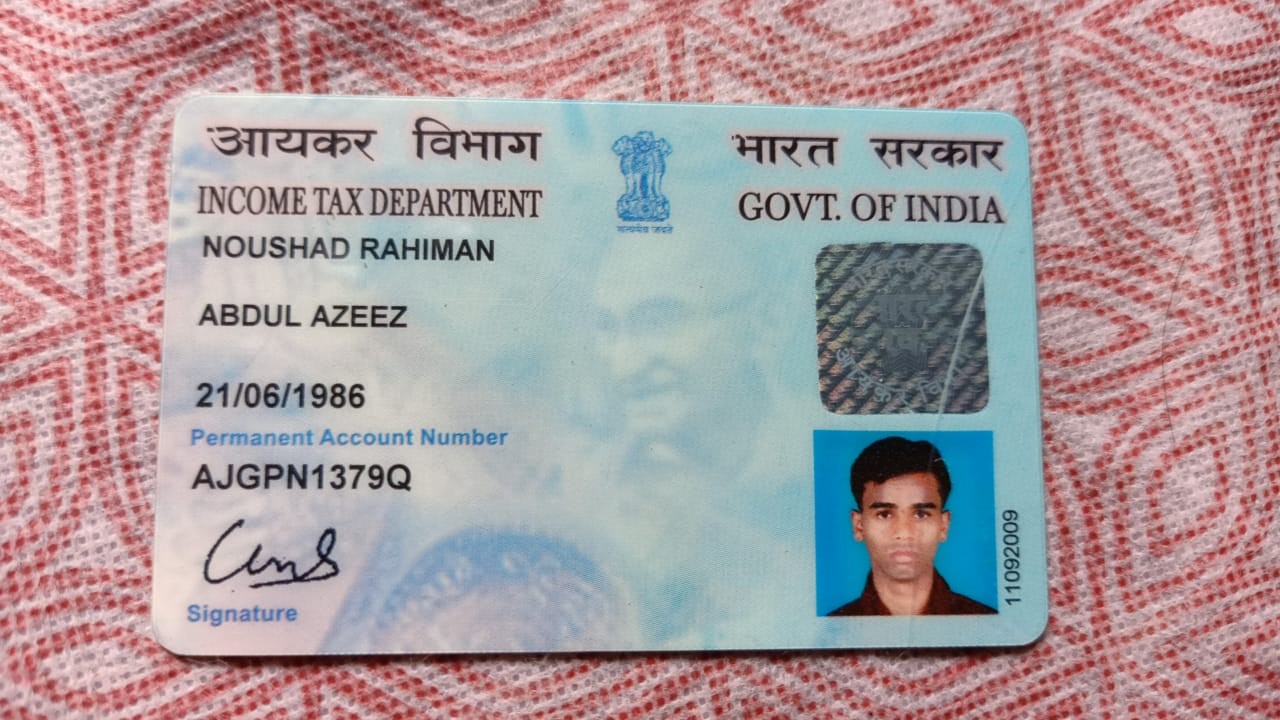 आयकर विभाग
भारत सरकार
INCOME TAX DEPARTMENT
GOVT. OF INDIA
सत्यमेव जयते
NOUSHAD RAHIMAN
ABDUL AZEEZ
21/06/1986
Permanent Account Number
AJGPN1379Q
Signature
11092009